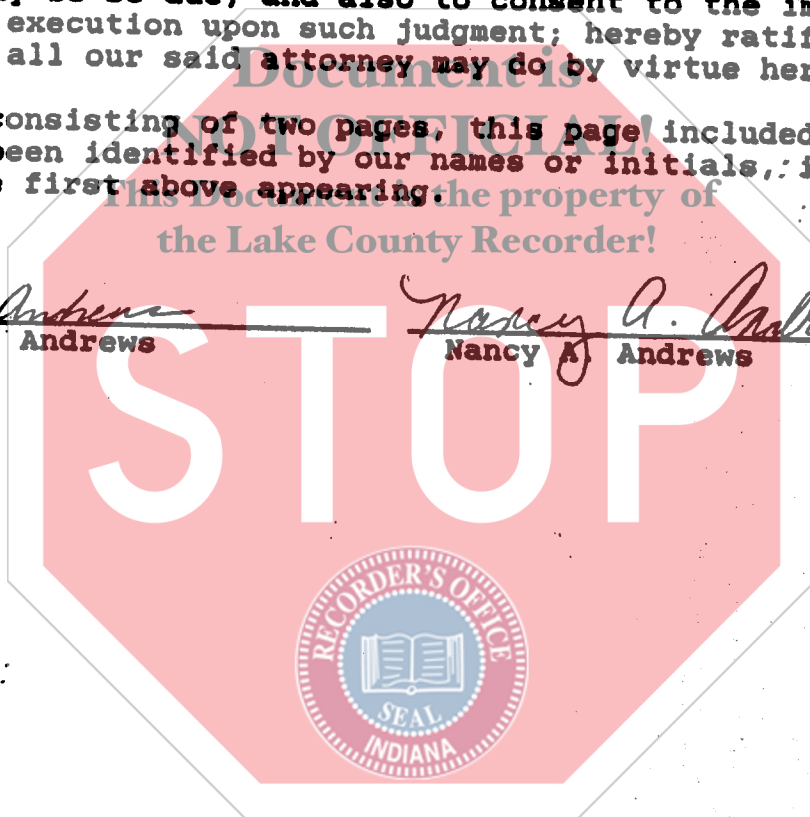 execution upon such judgment; hereby ratif
all our said attorney may do by virtue her
Document is
NOT OFFICIAL!
consisting of two pages, this page included
been identified by our names or initials,
first above appearing.
This Document is the property of
the Lake County Recorder!
Andrews
Nancy A.
Andrews
Nancy A. Andrews
STOP
RECORDER'S OFFICE
SEAL
INDIANA